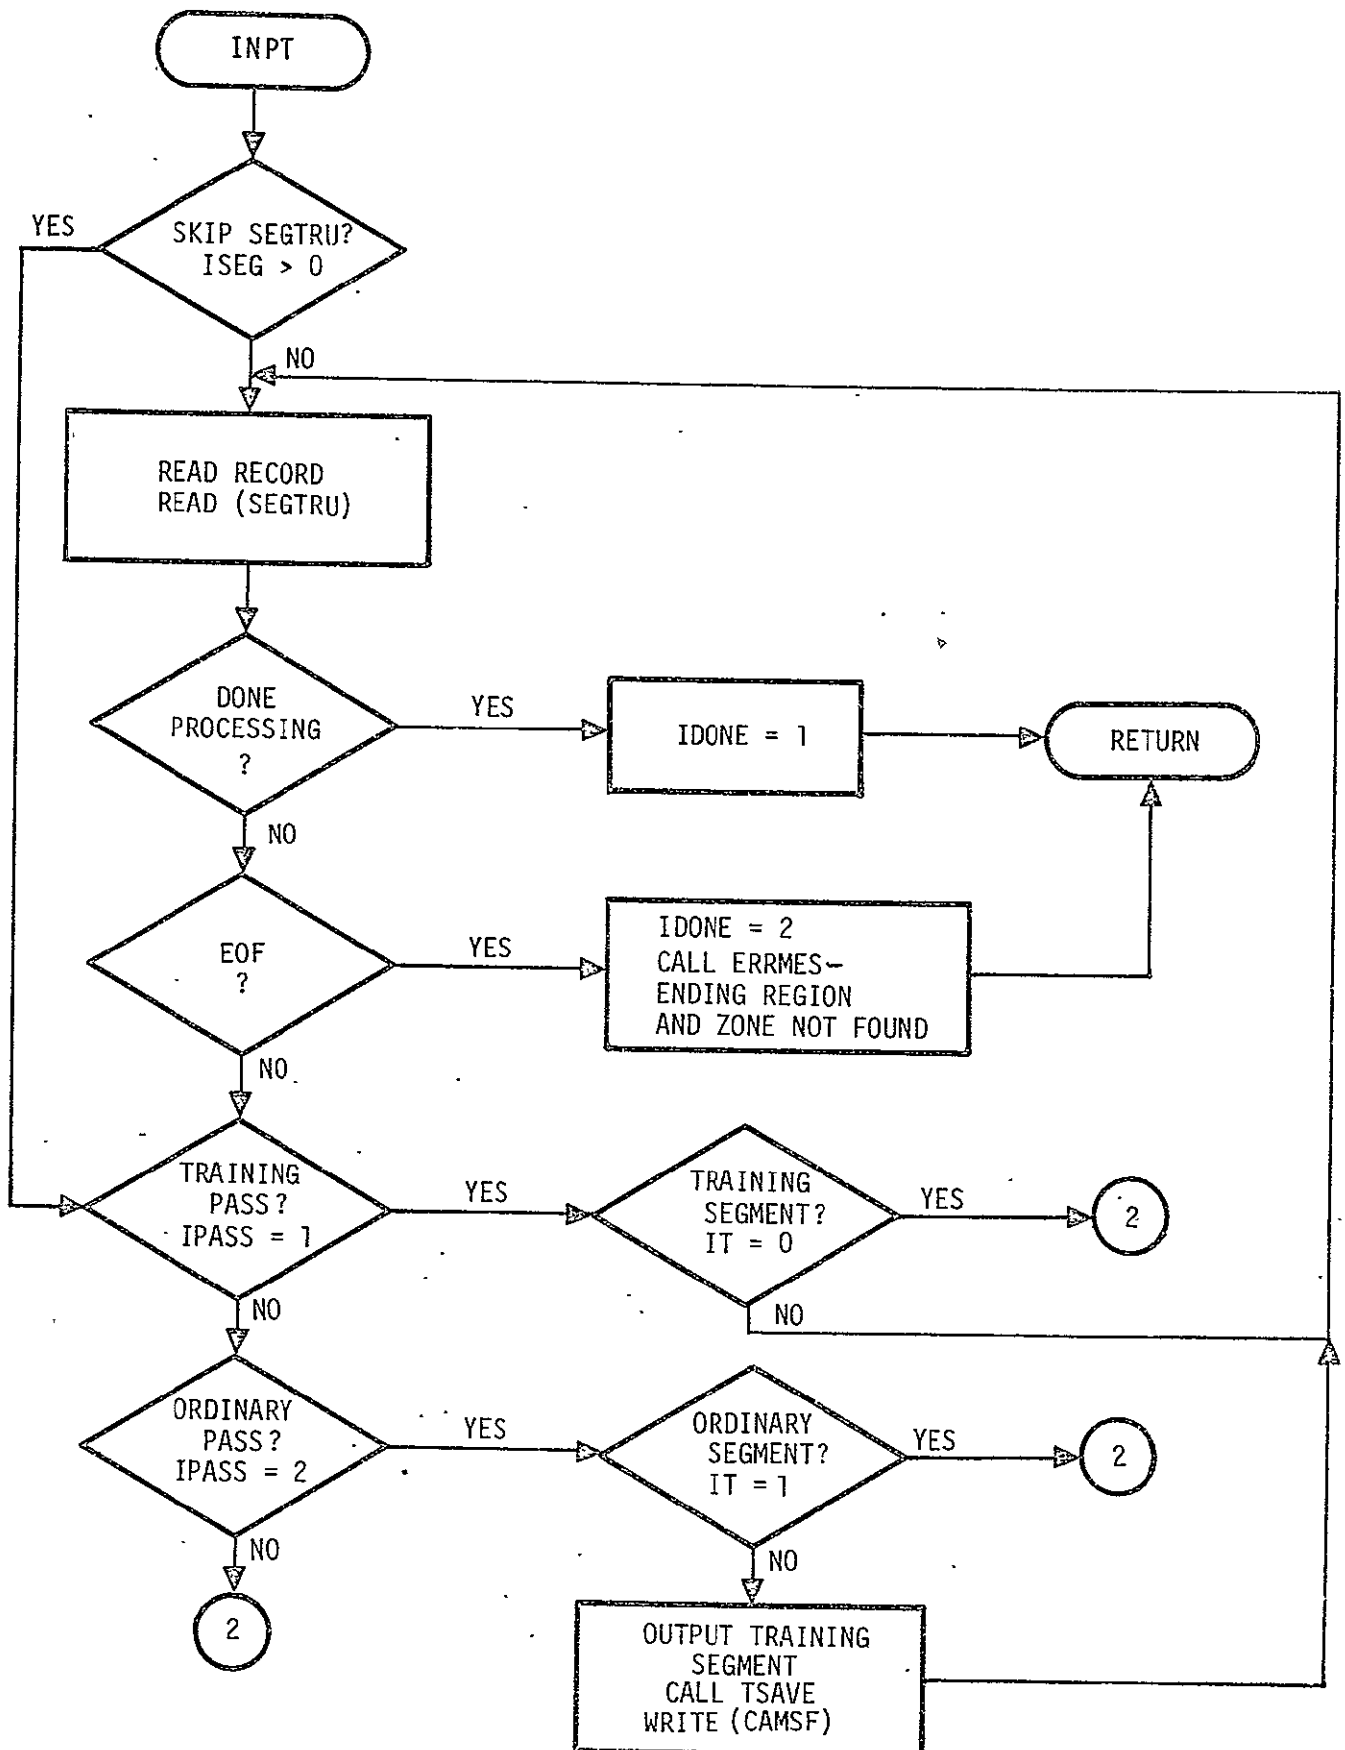 INPT
YES
SKIP SEGTRU?
ISEG > 0
NO
READ RECORD
READ (SEGTRU)
DONE
PROCESSING
?
YES
IDONE = 1
RETURN
NO
EOF
?
YES
IDONE = 2
CALL ERRMES-
ENDING REGION
AND ZONE NOT FOUND
NO
TRAINING
PASS?
IPASS = 1
YES
TRAINING
SEGMENT?
IT = 0
YES
2
NO
NO
ORDINARY
PASS?
IPASS = 2
YES
ORDINARY
SEGMENT?
IT = 1
YES
2
NO
NO
2
OUTPUT TRAINING
SEGMENT
CALL TSAVE
WRITE (CAMSF)